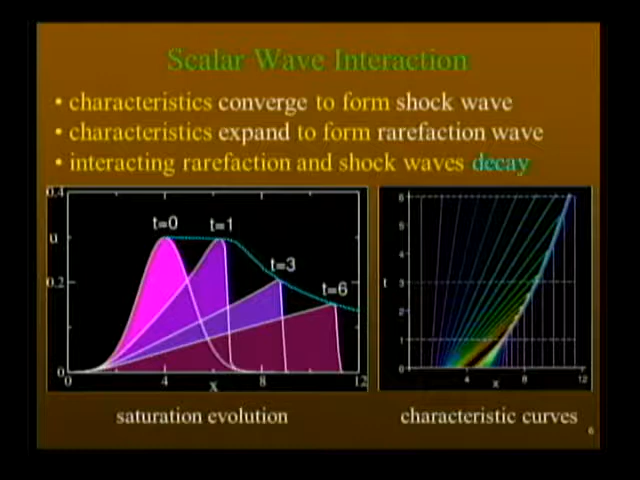 Scalar Wave Interaction
• characteristics converge to form shock wave
• characteristics expand to form rarefaction wave
• interacting rarefaction and shock waves decay
0.4
t=0
t=1
u
t=3
0.2
t=6
0
0
4
8
12
x
6
5
4
t
3
2
1
0
4
8
12
x
saturation evolution
characteristic curves
6